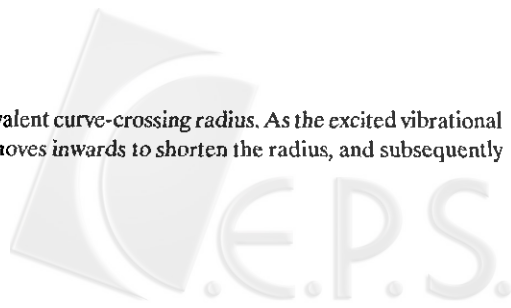 valent curve-crossing radius. As the excited vibrational
moves inwards to shorten the radius, and subsequently
C.E.P.S.